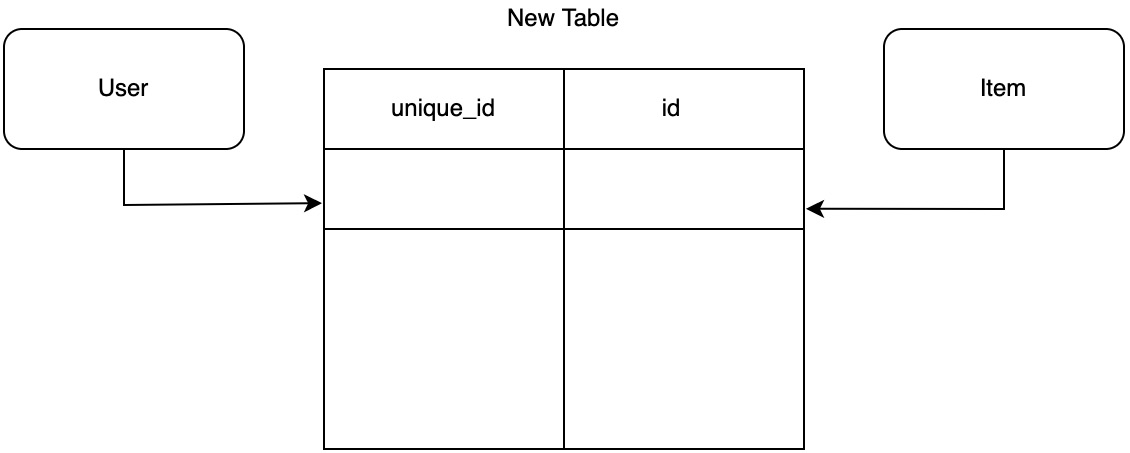 New Table
User
unique_id
id
Item